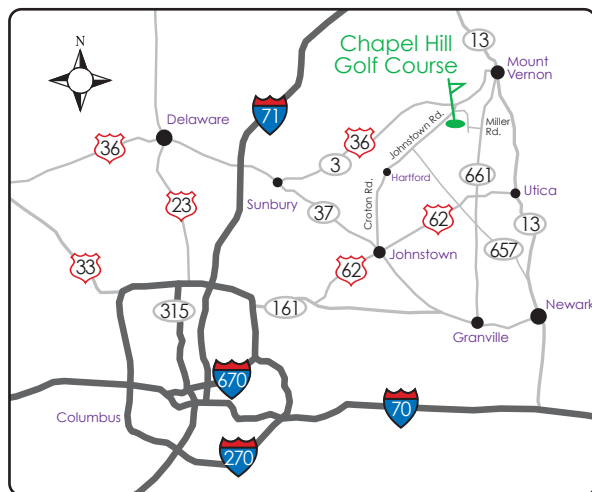 N
13
Chapel Hill
Golf Course
Mount
Vernon
71
Delaware
36
36
Johnstown Rd.
Miller
Rd.
3
Hartford
661
Sunbury
23
37
Croton Rd.
62
Utica
13
657
33
62
Johnstown
315
161
Newark
Granville
670
70
Columbus
270